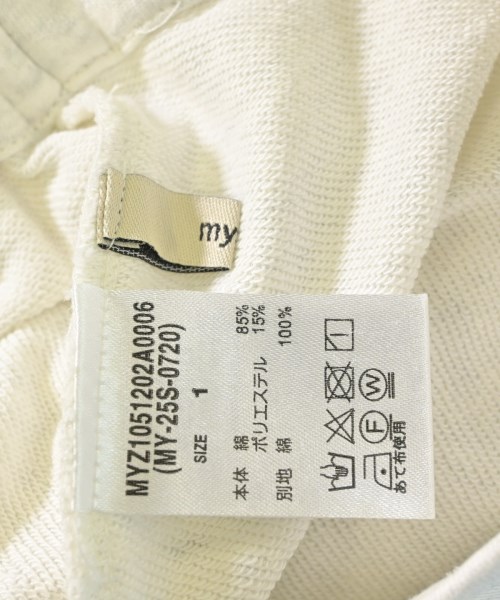 my
MYZ1051202A0006
(MY-25S-0720)
SIZE 1
本体 綿 85%
ポリエステル 15%
別地 綿 100%
F W
あて布使用